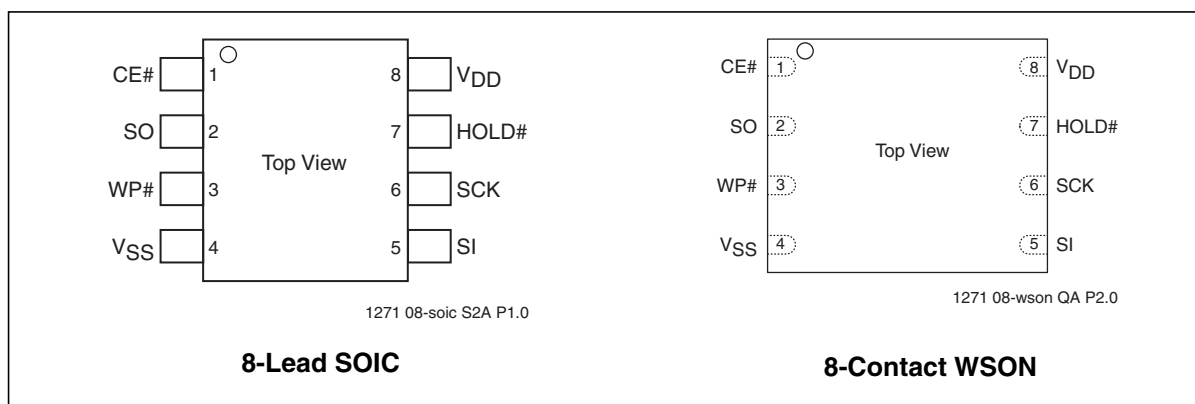 CE# 1 8 VDD
SO 2 7 HOLD#
Top View
WP# 3 6 SCK
VSS 4 5 SI
1271 08-soic S2A P1.0
8-Lead SOIC
CE# 1 8 VDD
SO 2 7 HOLD#
Top View
WP# 3 6 SCK
VSS 4 5 SI
1271 08-wson QA P2.0
8-Contact WSON